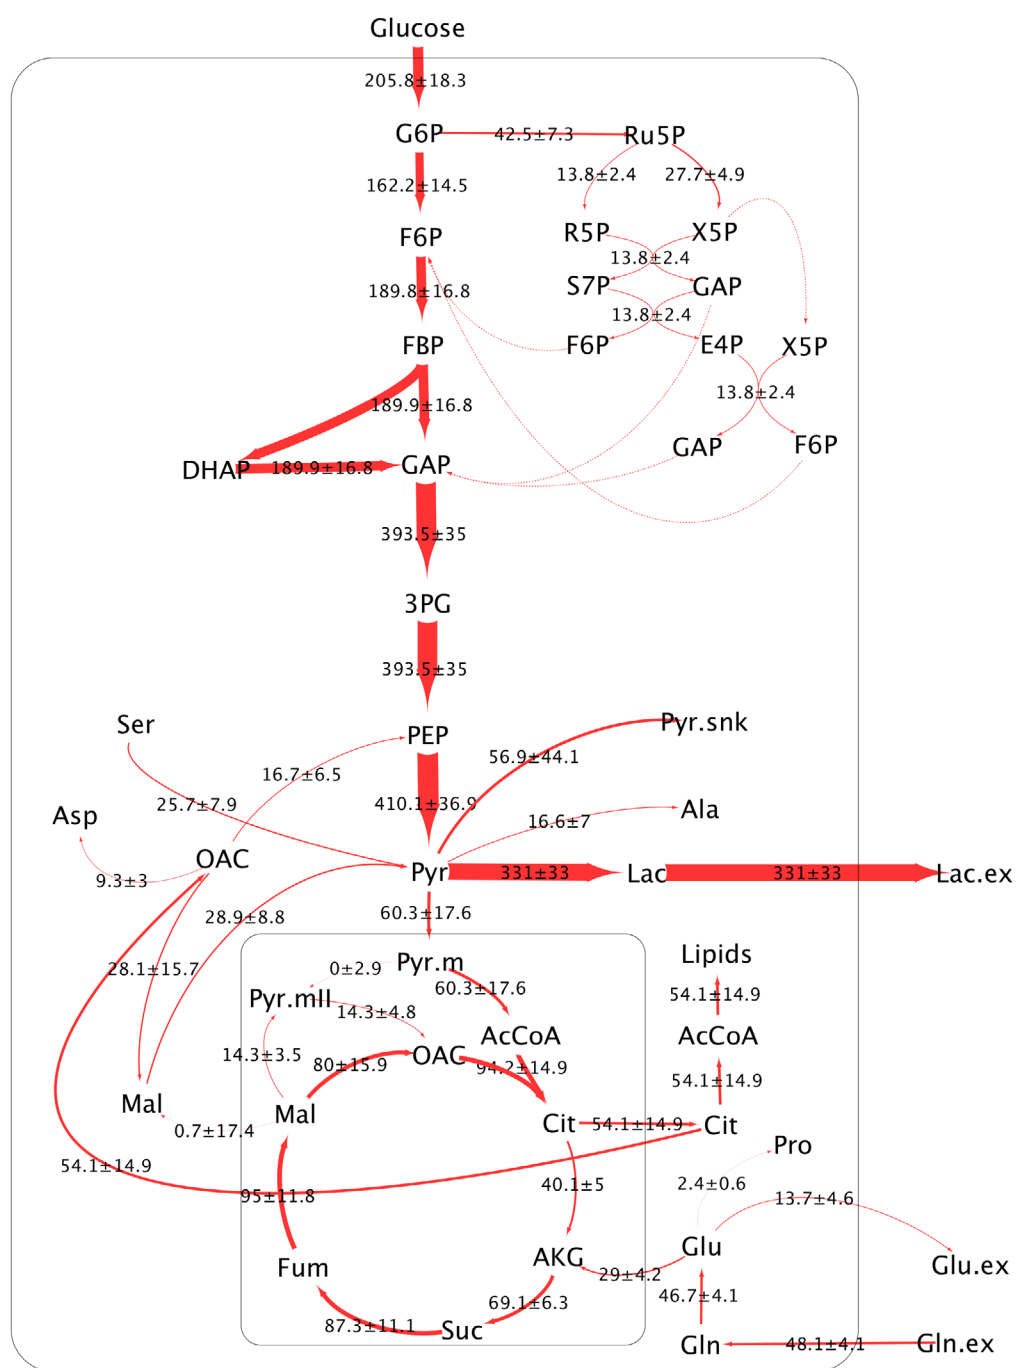 Glucose
205.8±18.3
G6P
42.5±7.3
Ru5P
162.2±14.5
13.8±2.4
27.7±4.9
F6P
R5P
X5P
13.8±2.4
189.8±16.8
S7P
GAP
13.8±2.4
FBP
F6P
E4P
X5P
189.9±16.8
13.8±2.4
DHAP
189.9±16.8
GAP
GAP
F6P
393.5±35
3PG
393.5±35
Ser
PEP
Pyr.snk
16.7±6.5
56.9±44.1
25.7±7.9
410.1±36.9
Asp
16.6±7
Ala
OAC
9.3±3
Pyr
331±33
Lac
331±33
Lac.ex
28.9±8.8
60.3±17.6
28.1±15.7
0±2.9
Pyr.m
Lipids
60.3±17.6
54.1±14.9
Pyr.mII
14.3±4.8
AcCoA
AcCoA
14.3±3.5
80±15.9
OAC
94.2±14.9
54.1±14.9
Mal
Mal
0.7±17.4
Cit
54.1±14.9
Cit
54.1±14.9
Pro
95±11.8
40.1±5
2.4±0.6
13.7±4.6
Fum
AKG
29±4.2
Glu
Glu.ex
69.1±6.3
46.7±4.1
87.3±11.1
Suc
Gln
48.1±4.1
Gln.ex